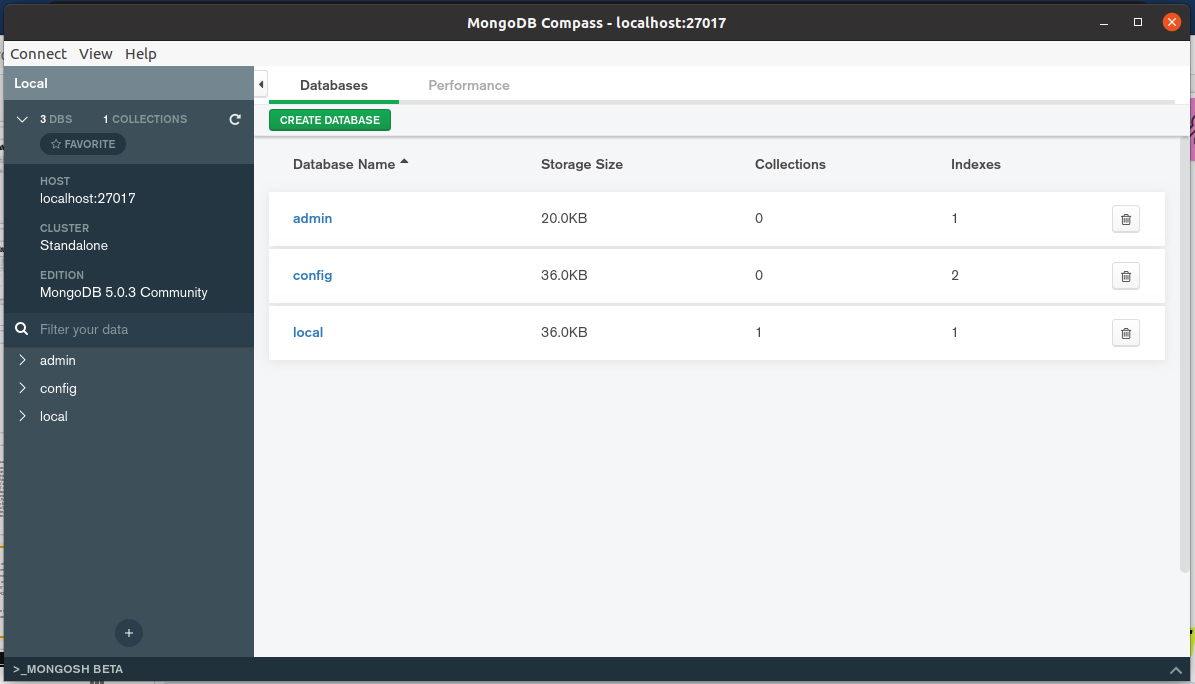 MongoDB Compass - localhost:27017
Connect View Help
Local
Databases Performance
3 DBS 1 COLLECTIONS
FAVORITE
CREATE DATABASE
Database Name Storage Size Collections Indexes
HOST
localhost:27017
CLUSTER
Standalone
EDITION
MongoDB 5.0.3 Community
Filter your data
admin
config
local
admin 20.0KB 0 1
config 36.0KB 0 2
local 36.0KB 1 1
>_MONGOSH BETA